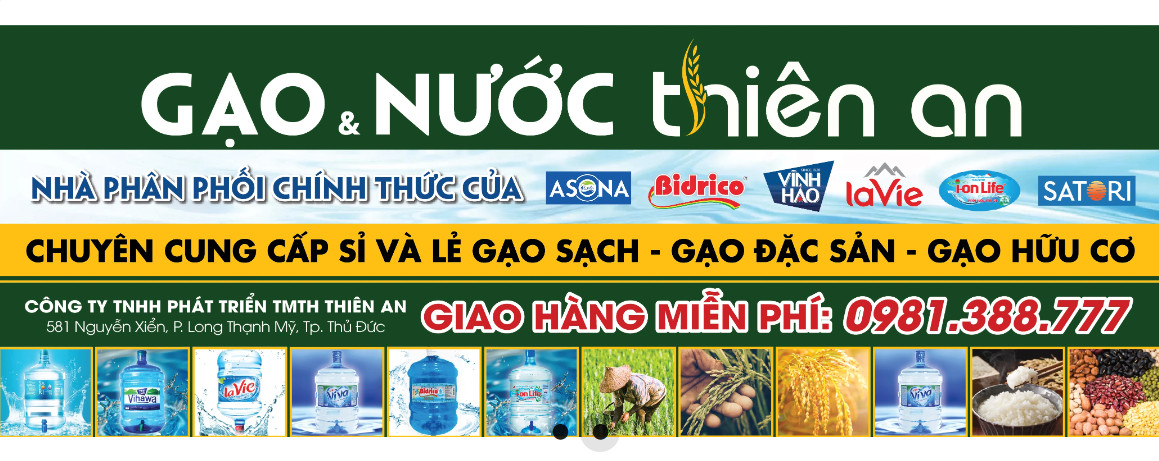 GẠO & NƯỚC thiên an
NHÀ PHÂN PHỐI CHÍNH THỨC CỦA ASONA Bidrico VĨNH HẢO laVie i-on Life SATORI
CHUYÊN CUNG CẤP SỈ VÀ LẺ GẠO SẠCH - GẠO ĐẶC SẢN - GẠO HỮU CƠ
CÔNG TY TNHH PHÁT TRIỂN TMTH THIÊN AN
581 Nguyễn Xiển, P. Long Thạnh Mỹ, Tp. Thủ Đức
GIAO HÀNG MIỄN PHÍ: 0981.388.777
Vihawa laVie ViVa Bidrico i-on Life ViVa